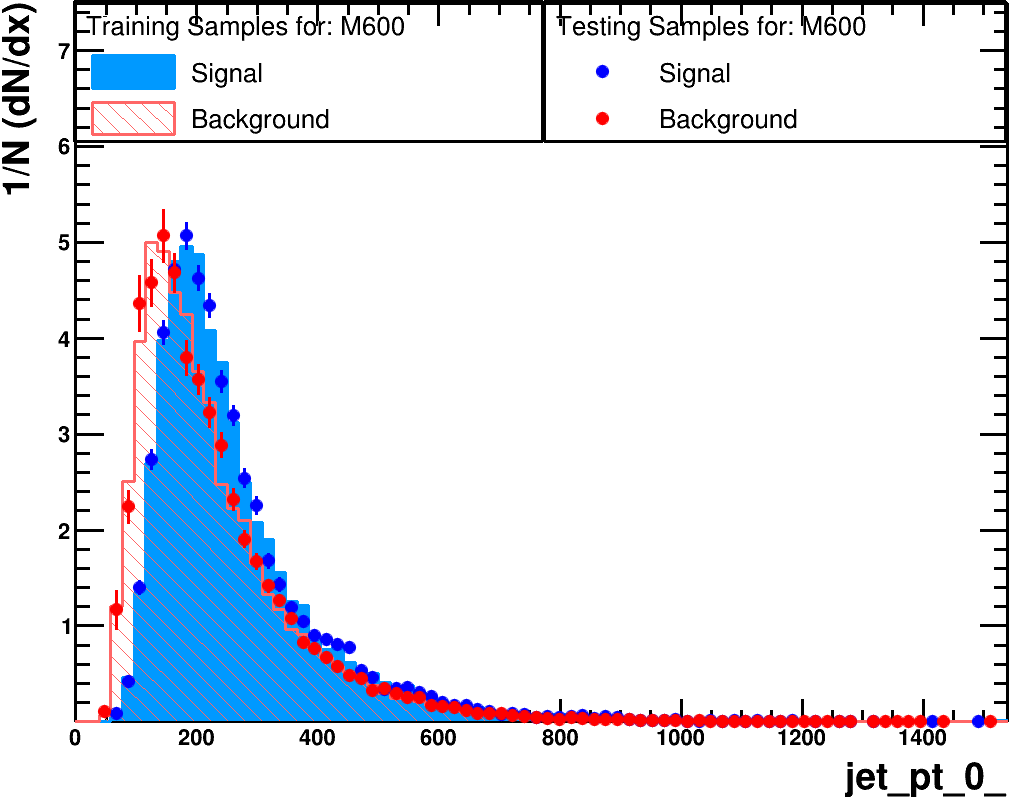 Training Samples for: M600
Signal
Background
Testing Samples for: M600
Signal
Background
1/N (dN/dx)
7
6
5
4
3
2
1
0 200 400 600 800 1000 1200 1400
jet_pt_0_